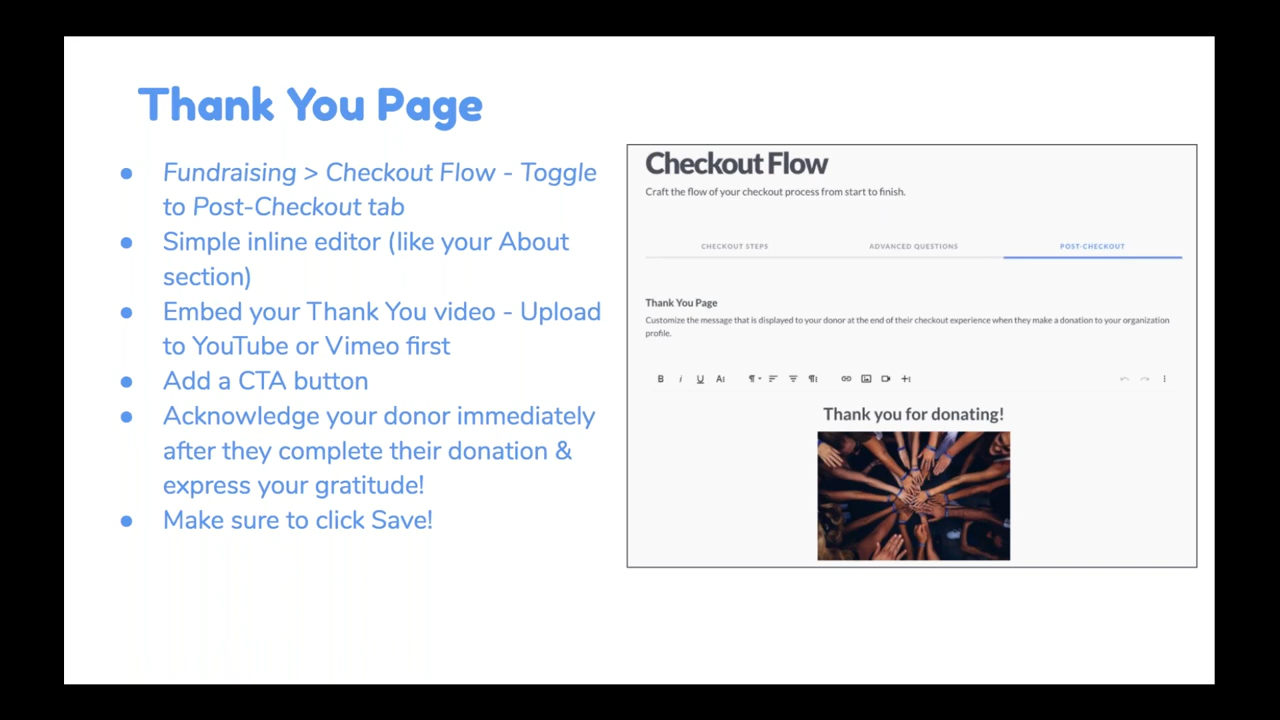 Thank You Page
● Fundraising > Checkout Flow - Toggle
to Post-Checkout tab
● Simple inline editor (like your About
section)
● Embed your Thank You video - Upload
to YouTube or Vimeo first
● Add a CTA button
● Acknowledge your donor immediately
after they complete their donation &
express your gratitude!
● Make sure to click Save!
Checkout Flow
Craft the flow of your checkout process from start to finish.
CHECKOUT STEPS ADVANCED QUESTIONS POST-CHECKOUT
Thank You Page
Customize the message that is displayed to your donor at the end of their checkout experience when they make a donation to your organization
profile.
B i U A
Thank you for donating!